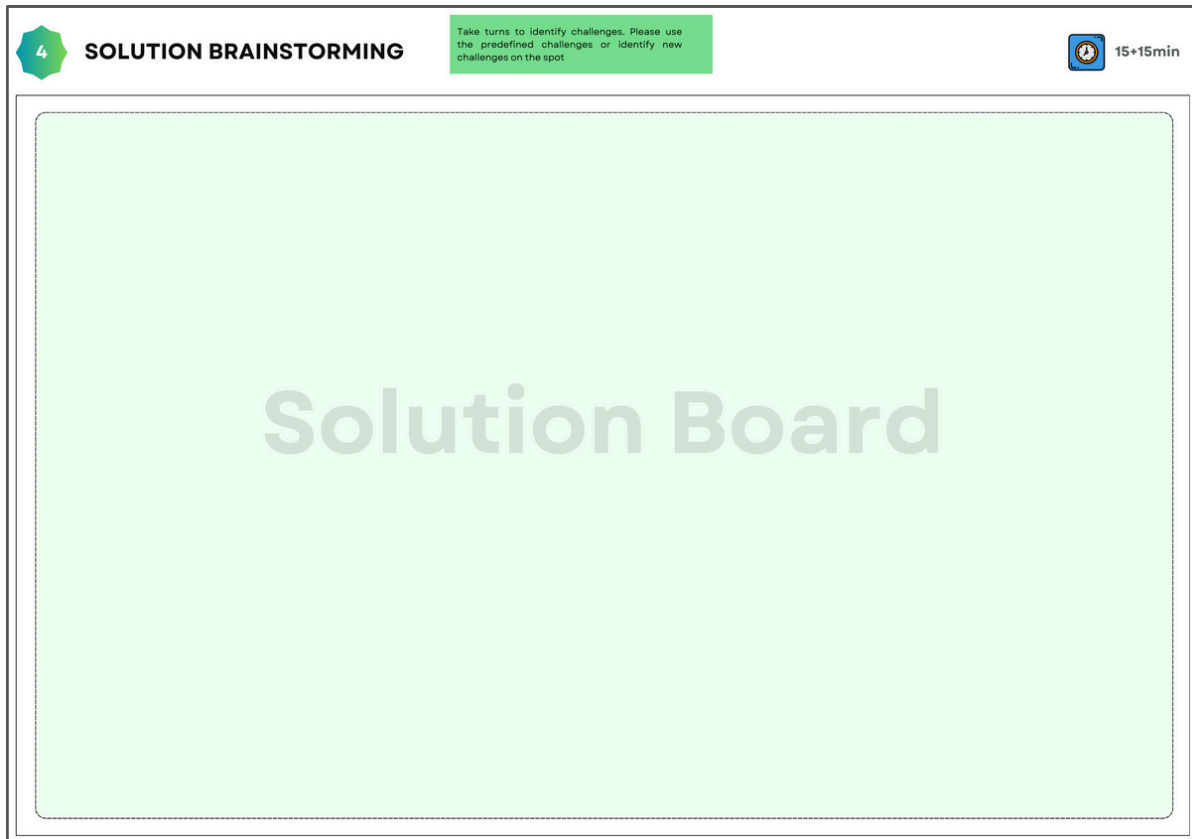 4
SOLUTION BRAINSTORMING
Take turns to identify challenges. Please use
the predefined challenges or identify new
challenges on the spot
15+15min
Solution Board